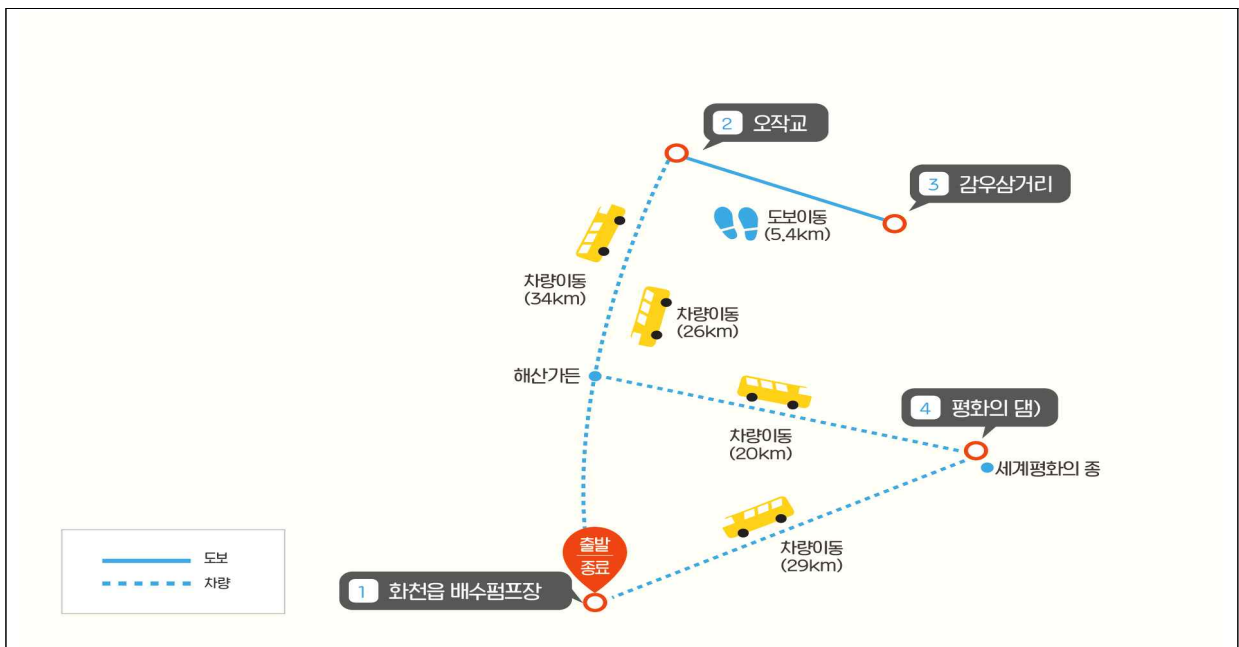 2 오작교
3 감우삼거리
도보이동
(5.4km)
차량이동
(34km)
차량이동
(26km)
해산가든
차량이동
(20km)
4 평화의 댐)
세계평화의 종
차량이동
(29km)
출발
종료
1 화천읍 배수펌프장
도보
차량